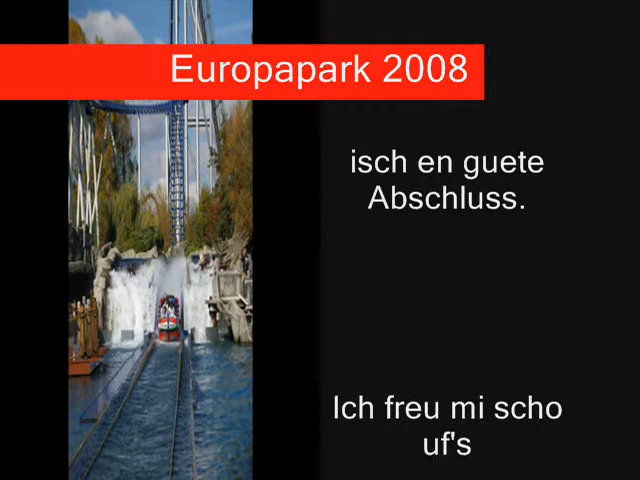 Europapark 2008
isch en guete
Abschluss.
Ich freu mi scho
uf's